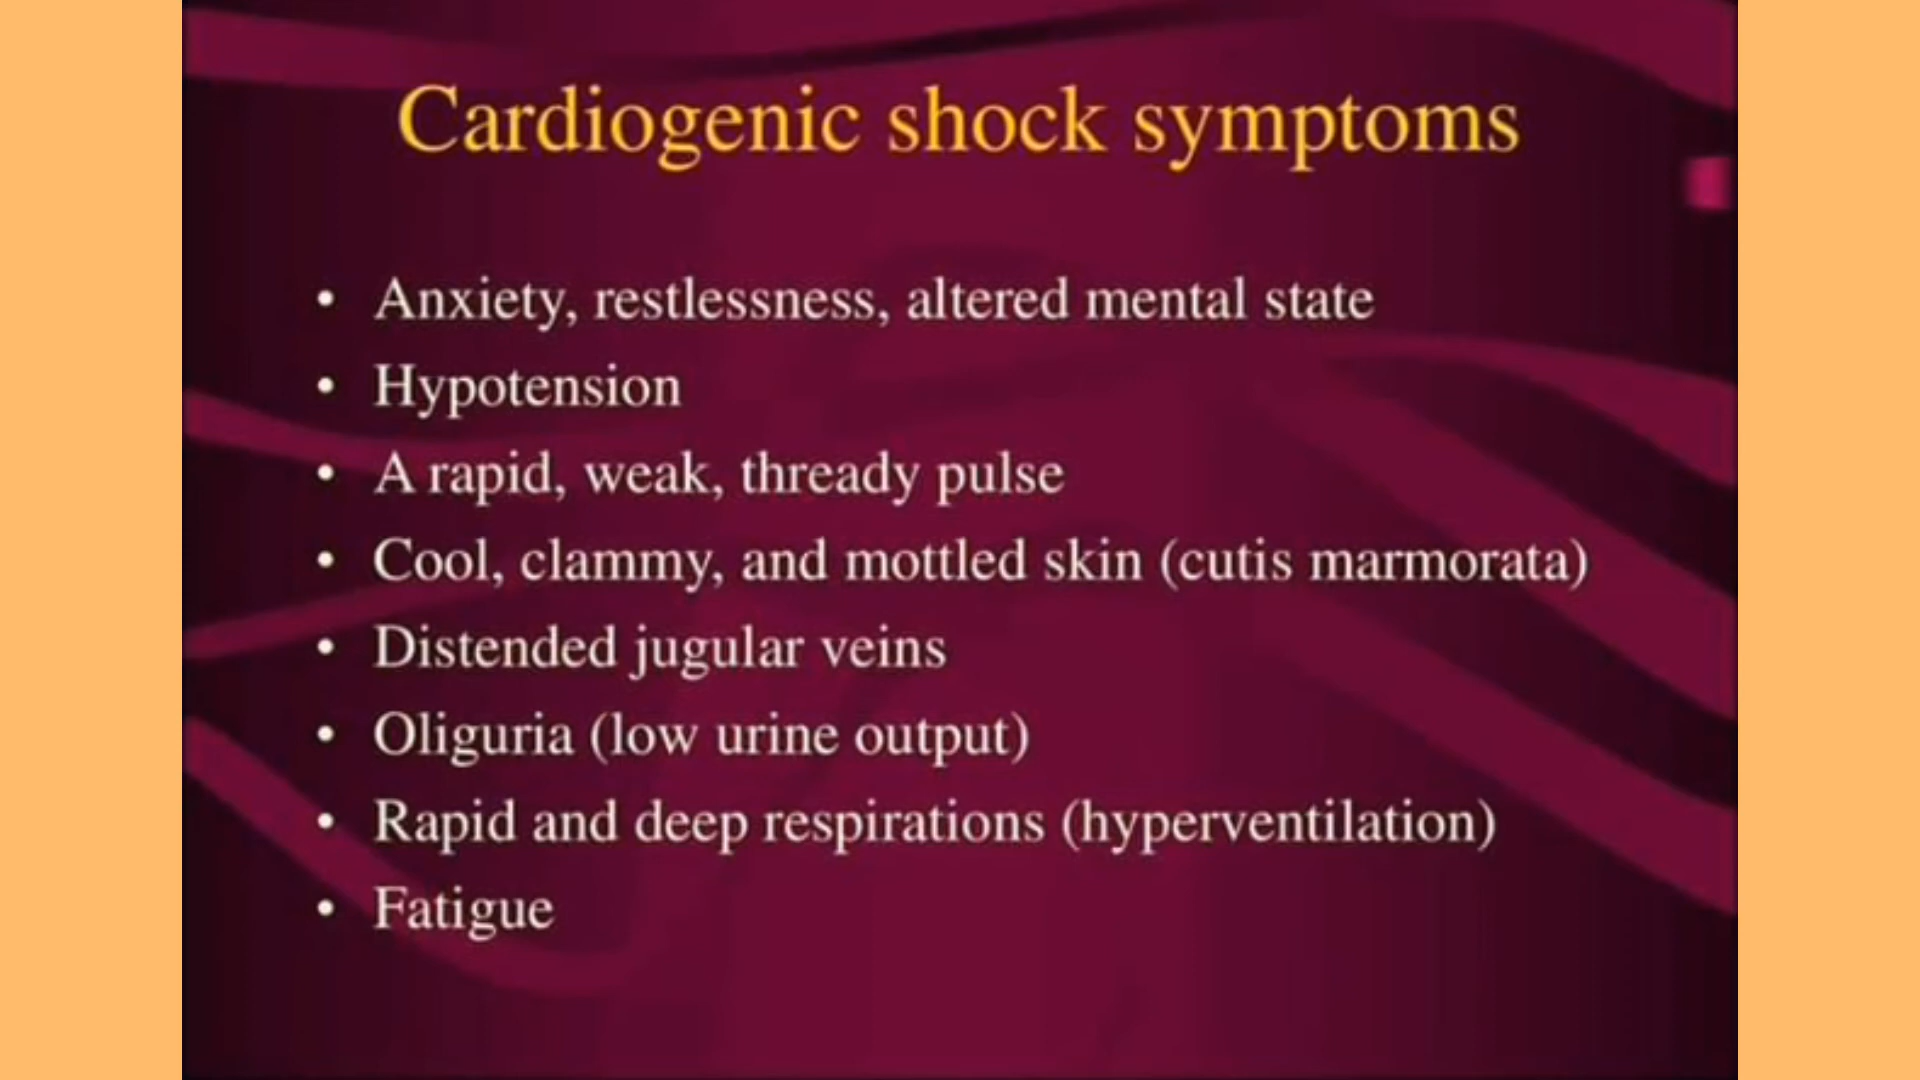 Cardiogenic shock symptoms
• Anxiety, restlessness, altered mental state
• Hypotension
• A rapid, weak, thready pulse
• Cool, clammy, and mottled skin (cutis marmorata)
• Distended jugular veins
• Oliguria (low urine output)
• Rapid and deep respirations (hyperventilation)
• Fatigue